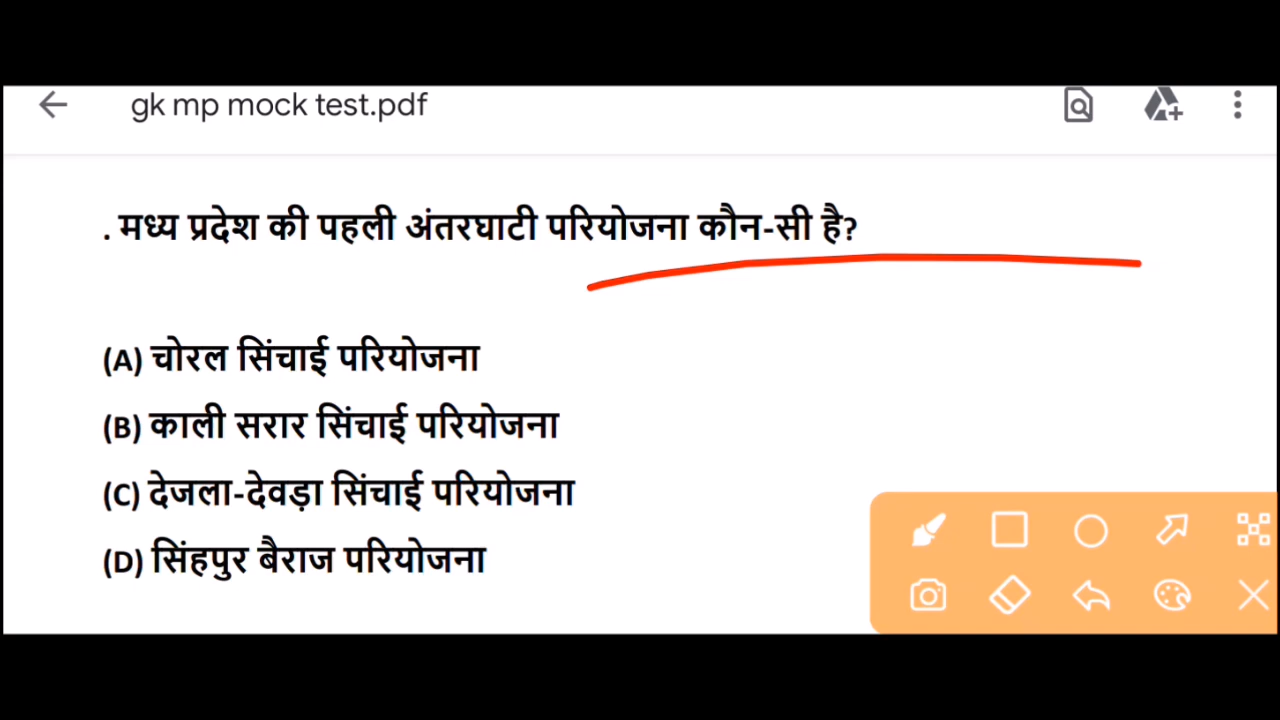 gk mp mock test.pdf
. मध्य प्रदेश की पहली अंतरघाटी परियोजना कौन-सी है?
(A) चोरल सिंचाई परियोजना
(B) काली सरार सिंचाई परियोजना
(C) देजला-देवड़ा सिंचाई परियोजना
(D) सिंहपुर बैराज परियोजना